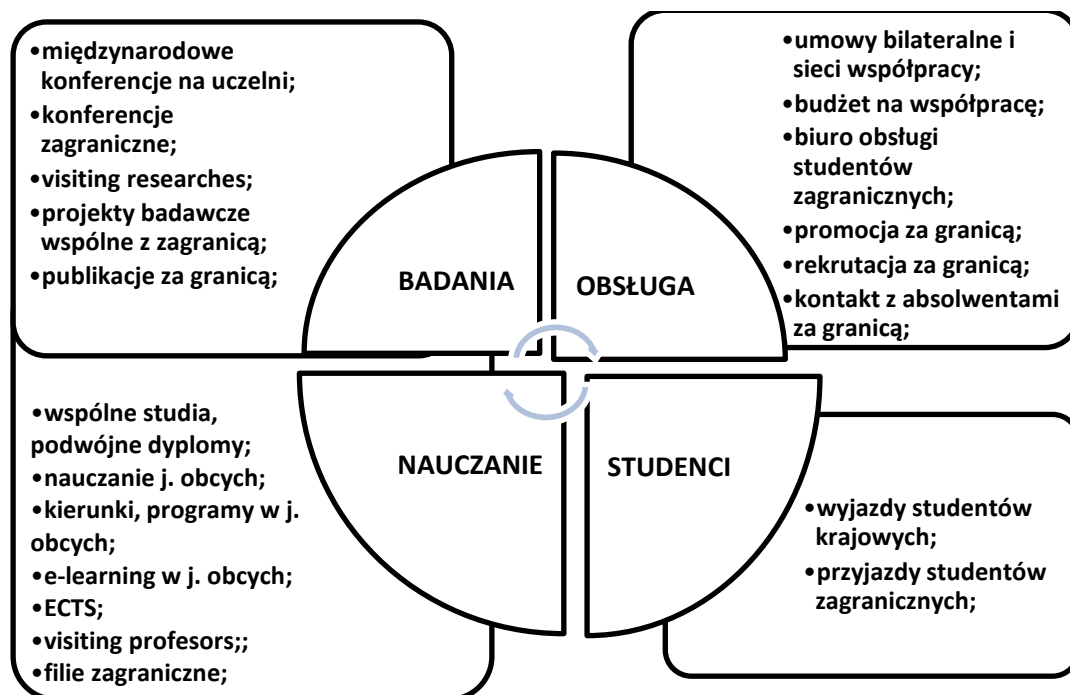 •międzynarodowe
konferencje na uczelni;
•konferencje
zagraniczne;
•visiting researches;
•projekty badawcze
wspólne z zagranicą;
•publikacje za granicą;
•umowy bilateralne i
sieci współpracy;
•budżet na współpracę;
•biuro obsługi
studentów
zagranicznych;
•promocja za granicą;
•rekrutacja za granicą;
•kontakt z absolwentami
za granicą;
BADANIA
OBSŁUGA
NAUCZANIE
STUDENCI
•wspólne studia,
podwójne dyplomy;
•nauczanie j. obcych;
•kierunki, programy w j.
obcych;
•e-learning w j. obcych;
•ECTS;
•visiting profesors;;
•filie zagraniczne;
•wyjazdy studentów
krajowych;
•przyjazdy studentów
zagranicznych;